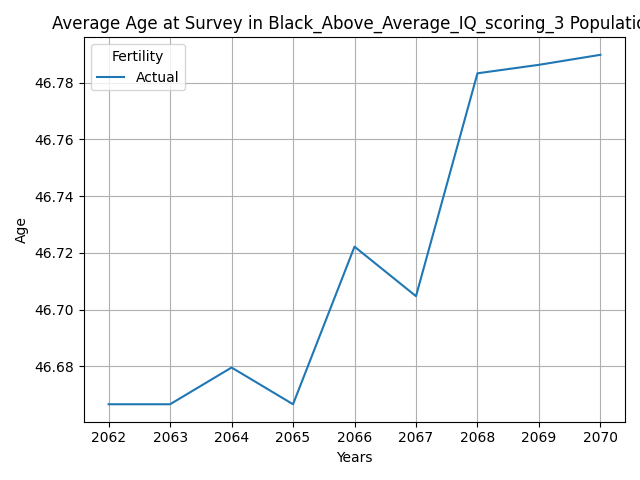 Average Age at Survey in Black_Above_Average_IQ_scoring_3 Populatio
Fertility
Actual
46.78
46.76
46.74
46.72
46.70
46.68
Age
2062 2063 2064 2065 2066 2067 2068 2069 2070
Years